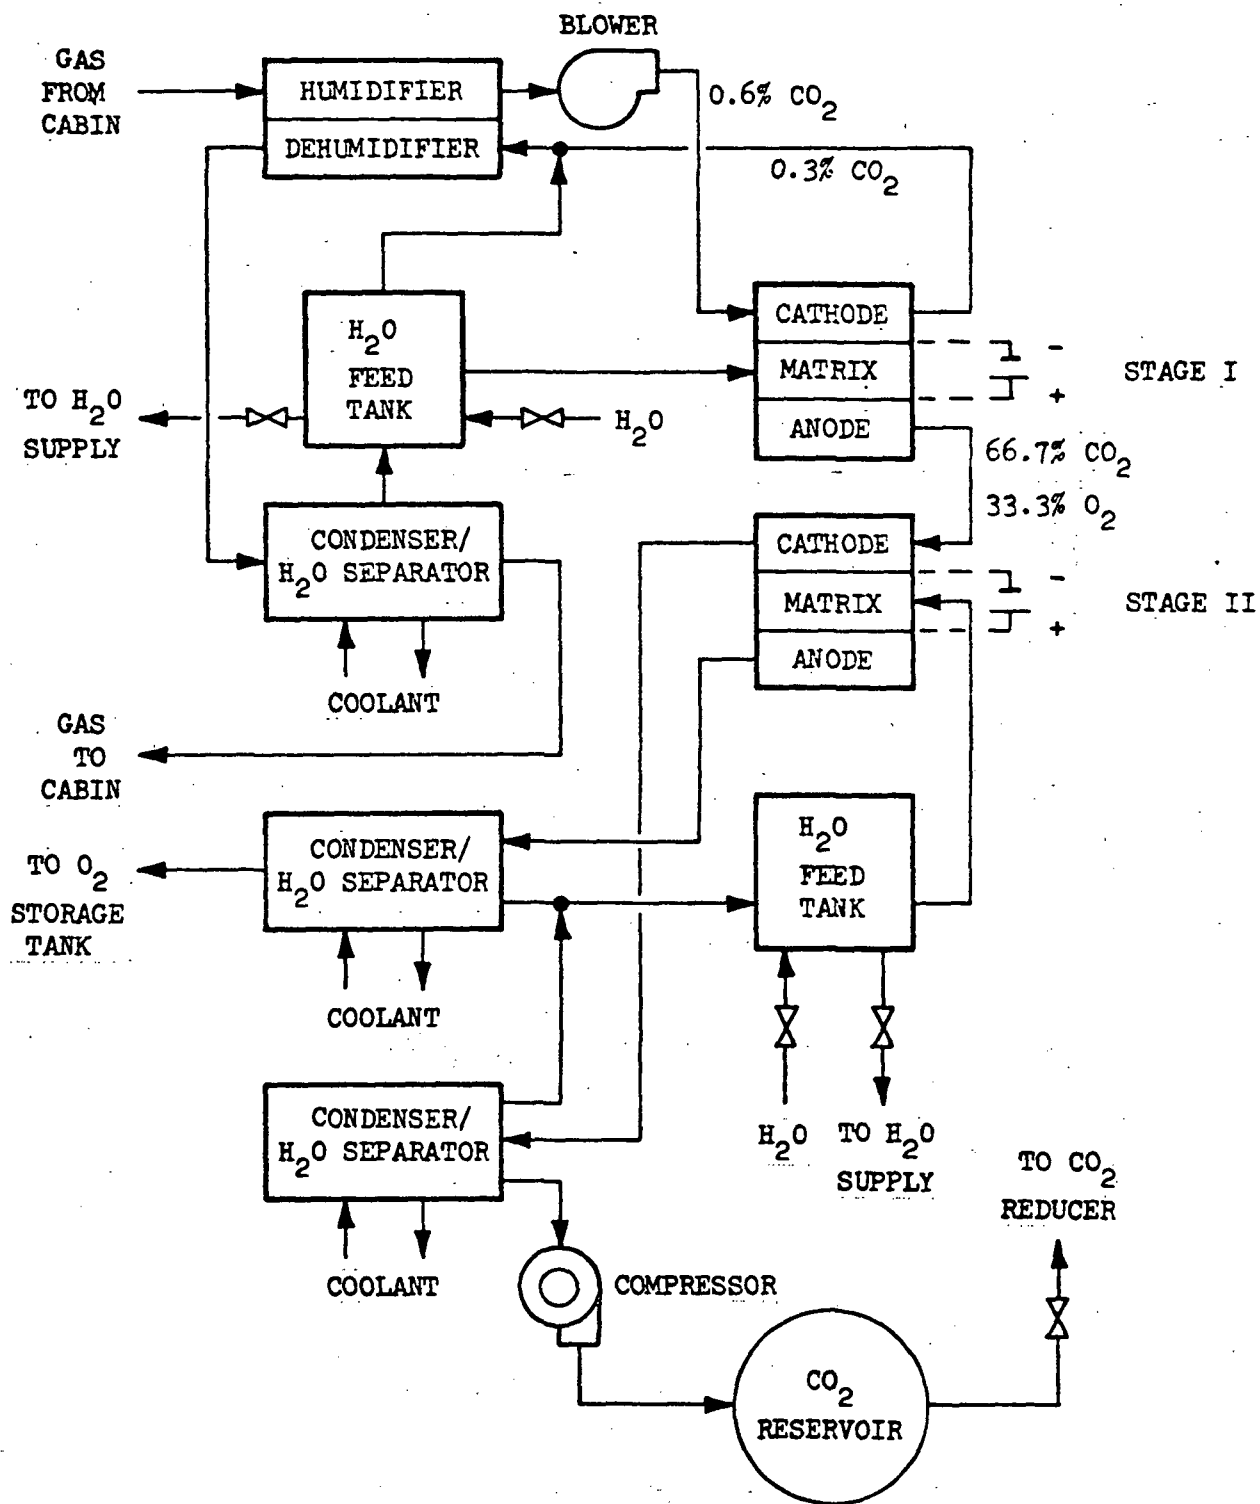 BLOWER
GAS
FROM
CABIN
HUMIDIFIER
DEHUMIDIFIER
0.6% CO2
0.3% CO2
H2O
FEED
TANK
CATHODE
MATRIX
ANODE
-
+
STAGE I
TO H2O
SUPPLY
H2O
66.7% CO2
33.3% O2
CONDENSER/
H2O SEPARATOR
COOLANT
CATHODE
MATRIX
ANODE
-
+
STAGE II
GAS
TO
CABIN
CONDENSER/
H2O SEPARATOR
COOLANT
TO O2
STORAGE
TANK
H2O
FEED
TANK
H2O
TO H2O
SUPPLY
CONDENSER/
H2O SEPARATOR
COOLANT
COMPRESSOR
TO CO2
REDUCER
CO2
RESERVOIR